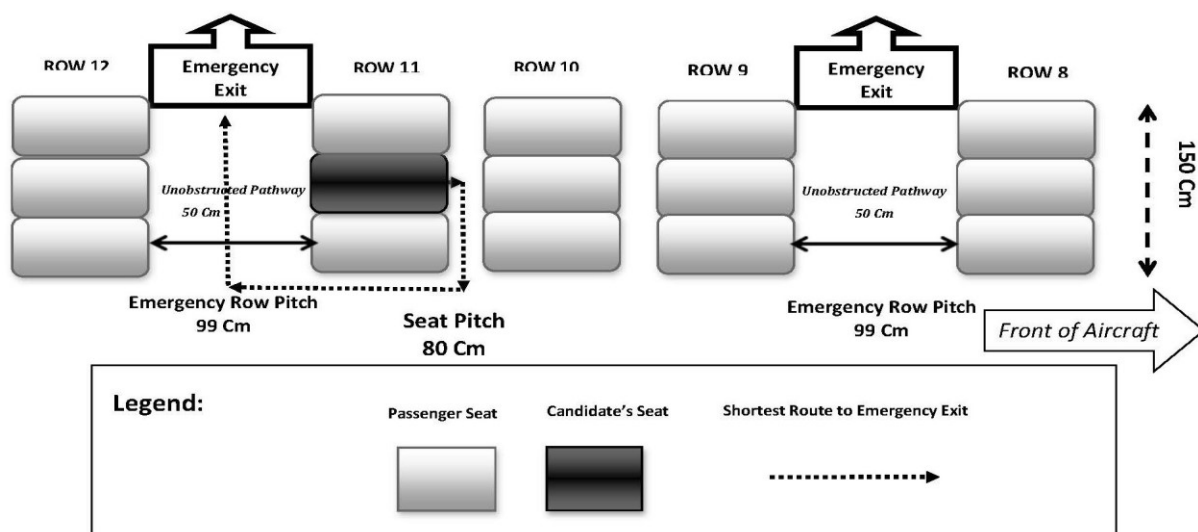 ROW 12
Emergency
Exit
ROW 11
ROW 10
ROW 9
Emergency
Exit
ROW 8
Unobstructed Pathway
50 Cm
Unobstructed Pathway
50 Cm
150 Cm
Emergency Row Pitch
99 Cm
Seat Pitch
80 Cm
Emergency Row Pitch
99 Cm
Front of Aircraft
Legend:
Passenger Seat
Candidate's Seat
Shortest Route to Emergency Exit